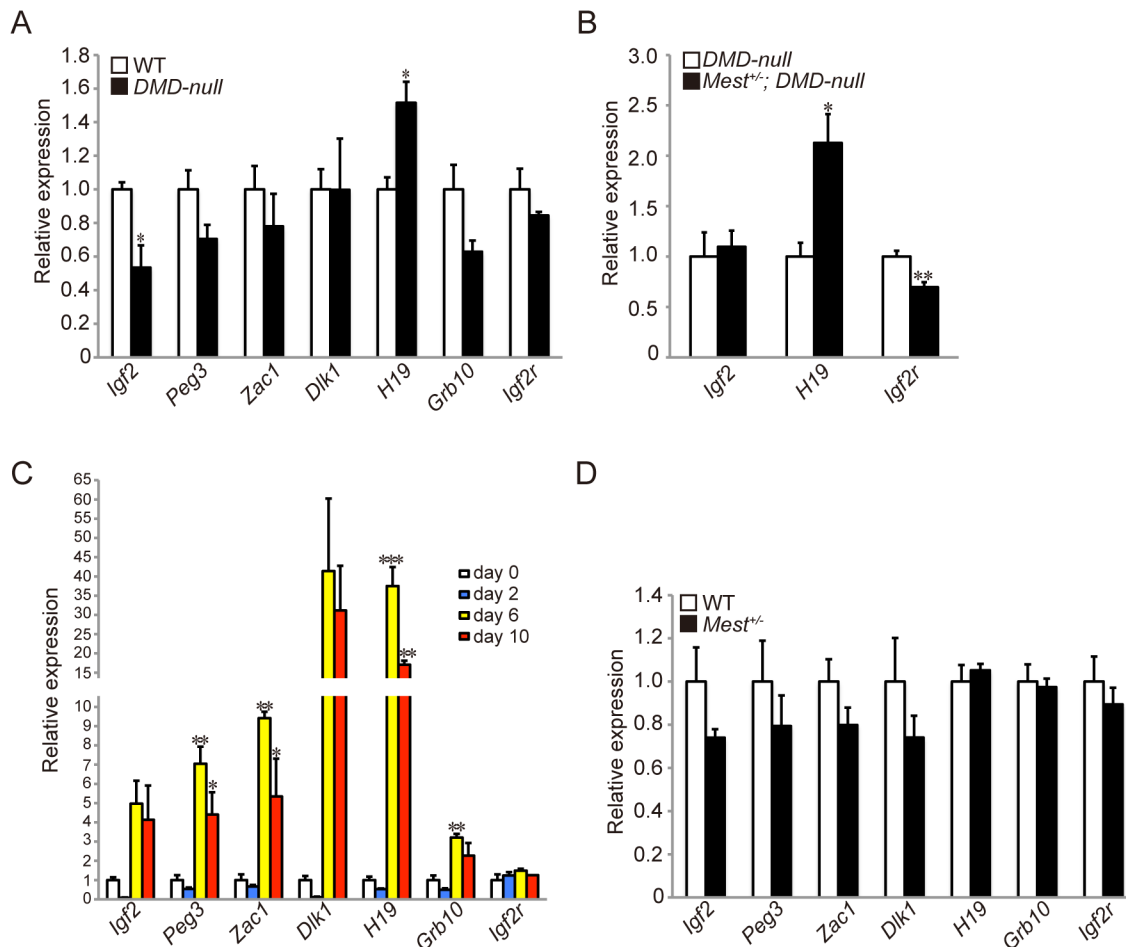 A
WT
DMD-null
Relative expression
1.8
1.6
1.4
1.2
1.0
0.8
0.6
0.4
0.2
0
*
*
Igf2 Peg3 Zac1 Dlk1 H19 Grb10 Igf2r
B
DMD-null
Mest+/-; DMD-null
Relative expression
3.0
2.5
2.0
1.5
1.0
0.5
0
*
**
Igf2 H19 Igf2r
C
Relative expression
65
60
55
50
45
40
35
30
25
20
15
10
9
8
7
6
5
4
3
2
1
0
day 0
day 2
day 6
day 10
**
*
**
*
***
**
**
Igf2 Peg3 Zac1 Dlk1 H19 Grb10 Igf2r
D
WT
Mest+/-
Relative expression
1.4
1.2
1.0
0.8
0.6
0.4
0.2
0
Igf2 Peg3 Zac1 Dlk1 H19 Grb10 Igf2r